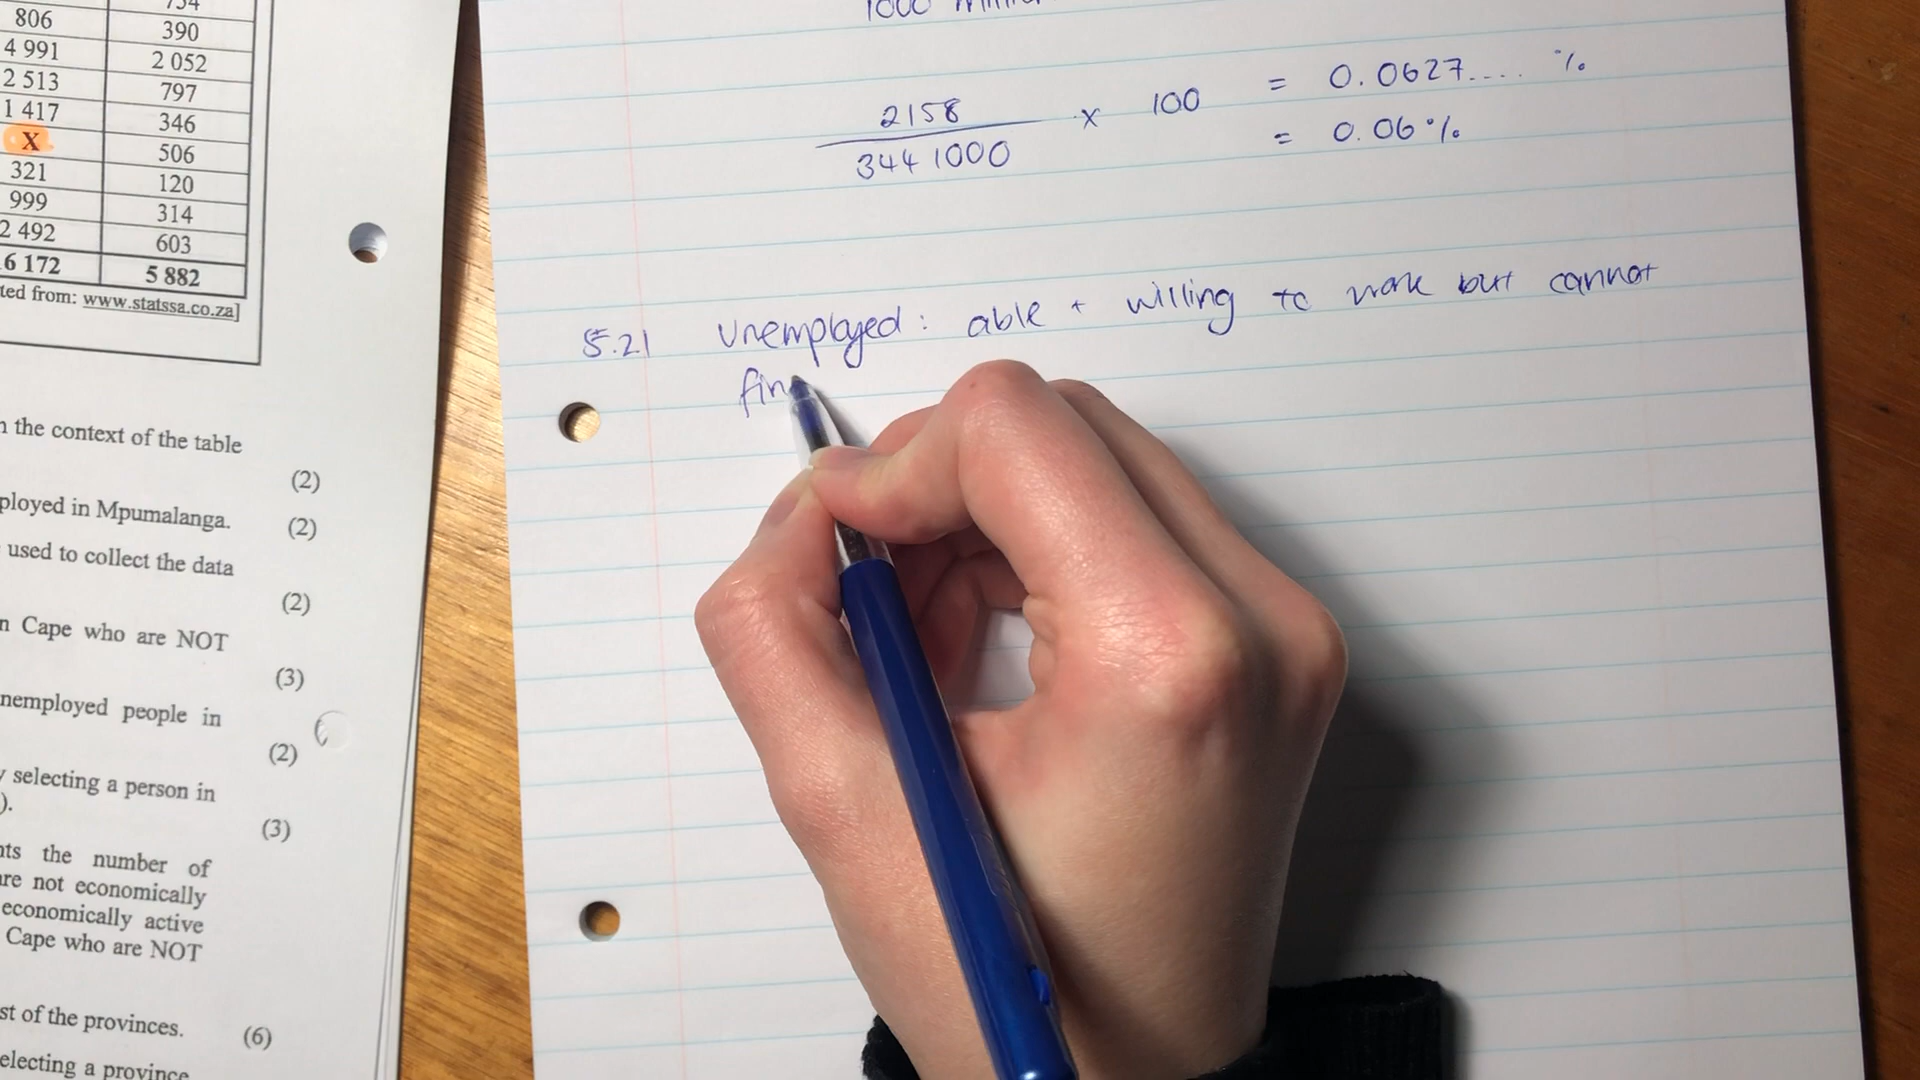 734
806 390
4 991 2 052
2 513 797
1 417 346
X 506
321 120
999 314
2 492 603
6 172 5 882
ted from: www.statssa.co.za]
the context of the table
(2)
ployed in Mpumalanga. (2)
used to collect the data
(2)
n Cape who are NOT
(3)
nemployed people in
(2)
selecting a person in
).
(3)
nts the number of
are not economically
economically active
Cape who are NOT
st of the provinces. (6)
electing a province
1000
2158
3441000
x 100 = 0.0627.... %
= 0.06%
5.21 unemployed: able + willing to work but cannot
fin